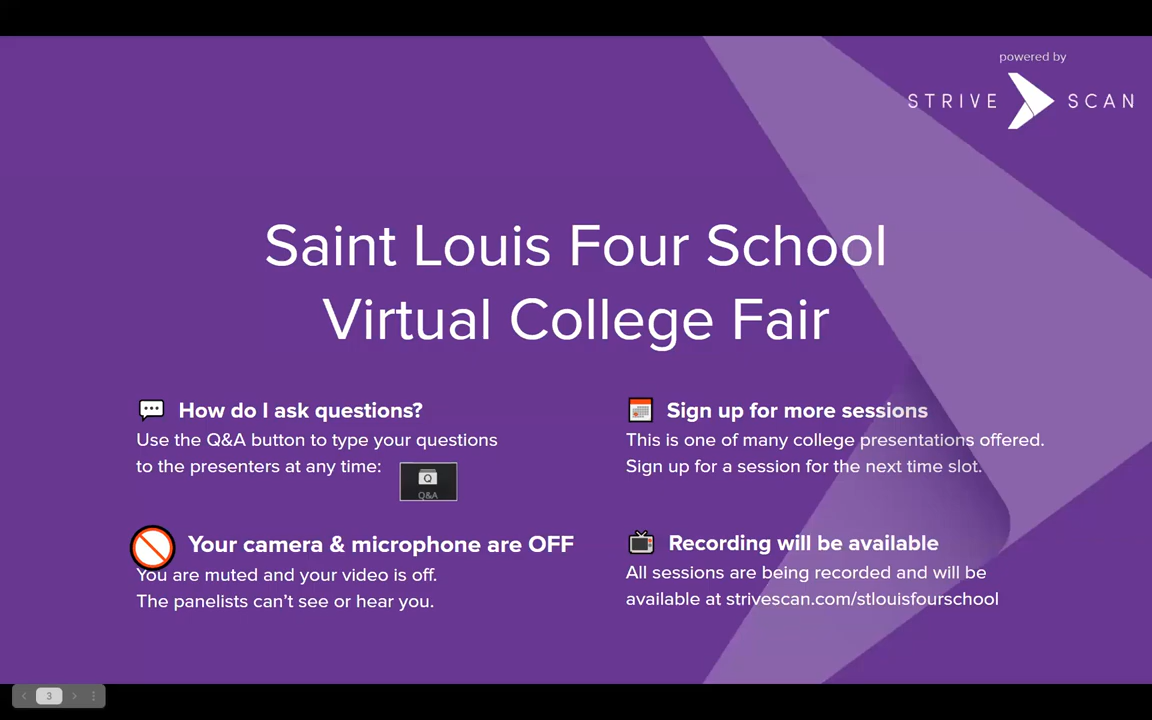 powered by
STRIVE SCAN
Saint Louis Four School
Virtual College Fair
How do I ask questions?
Use the Q&A button to type your questions
to the presenters at any time:
Q
Q&A
Sign up for more sessions
This is one of many college presentations offered.
Sign up for a session for the next time slot.
Your camera & microphone are OFF
You are muted and your video is off.
The panelists can’t see or hear you.
Recording will be available
All sessions are being recorded and will be
available at strivescan.com/stlouisfourschool
3